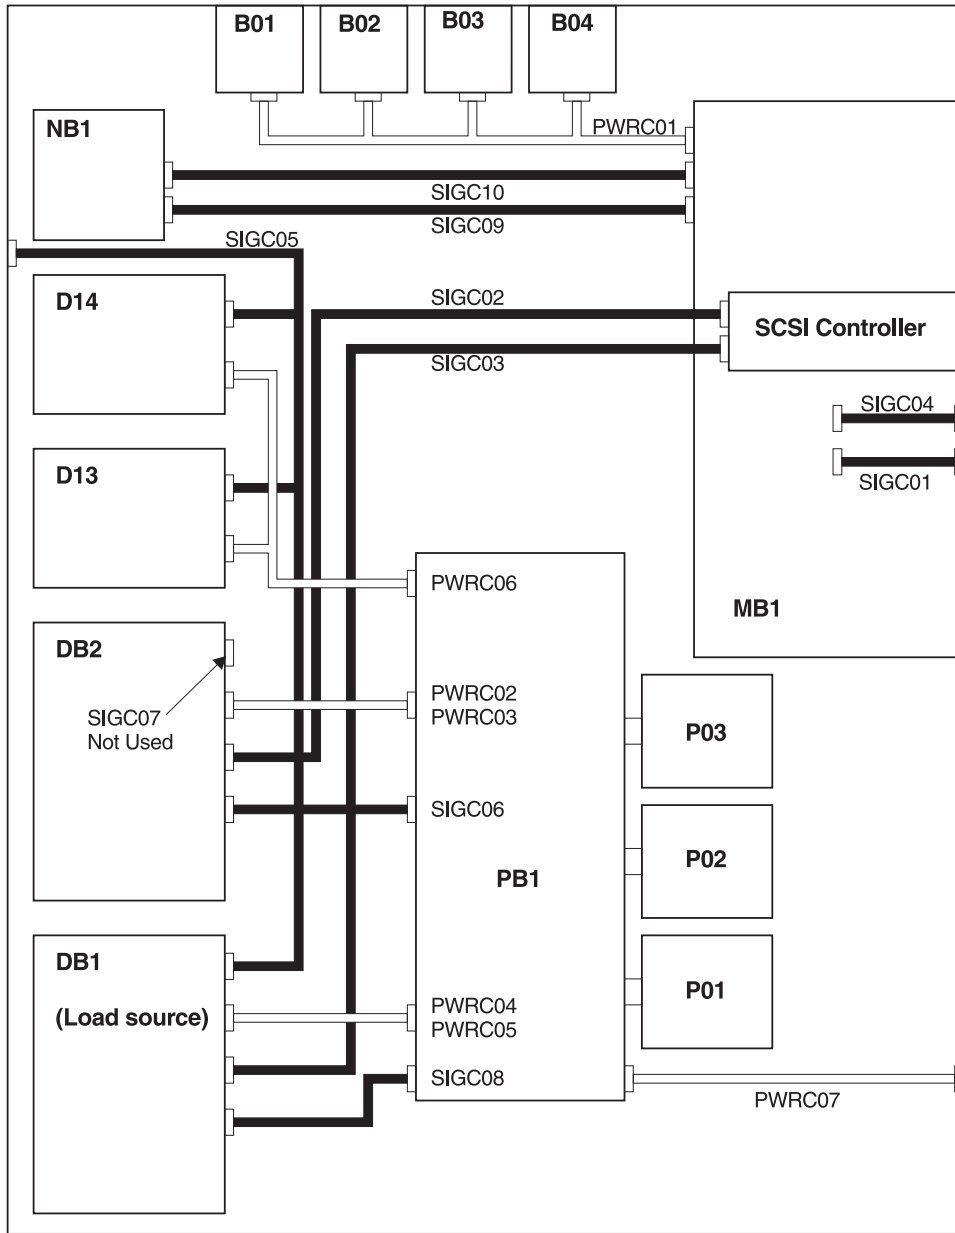 B01
B02
B03
B04
PWRC01
NB1
SIGC10
SIGC09
SIGC05
D14
SIGC02
SCSI Controller
SIGC03
SIGC04
D13
SIGC01
PWRC06
MB1
DB2
PWRC02
PWRC03
SIGC07
Not Used
P03
SIGC06
P02
PB1
DB1
(Load source)
P01
PWRC04
PWRC05
SIGC08
PWRC07